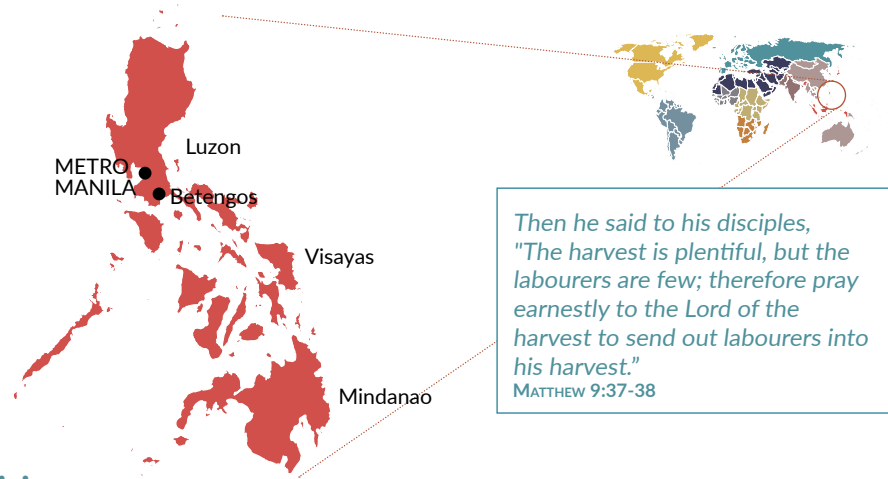 Luzon
METRO
MANILA
Betengos
Visayas
Mindanao
Then he said to his disciples,
"The harvest is plentiful, but the
labourers are few; therefore pray
earnestly to the Lord of the
harvest to send out labourers into
his harvest.”
MATTHEW 9:37-38